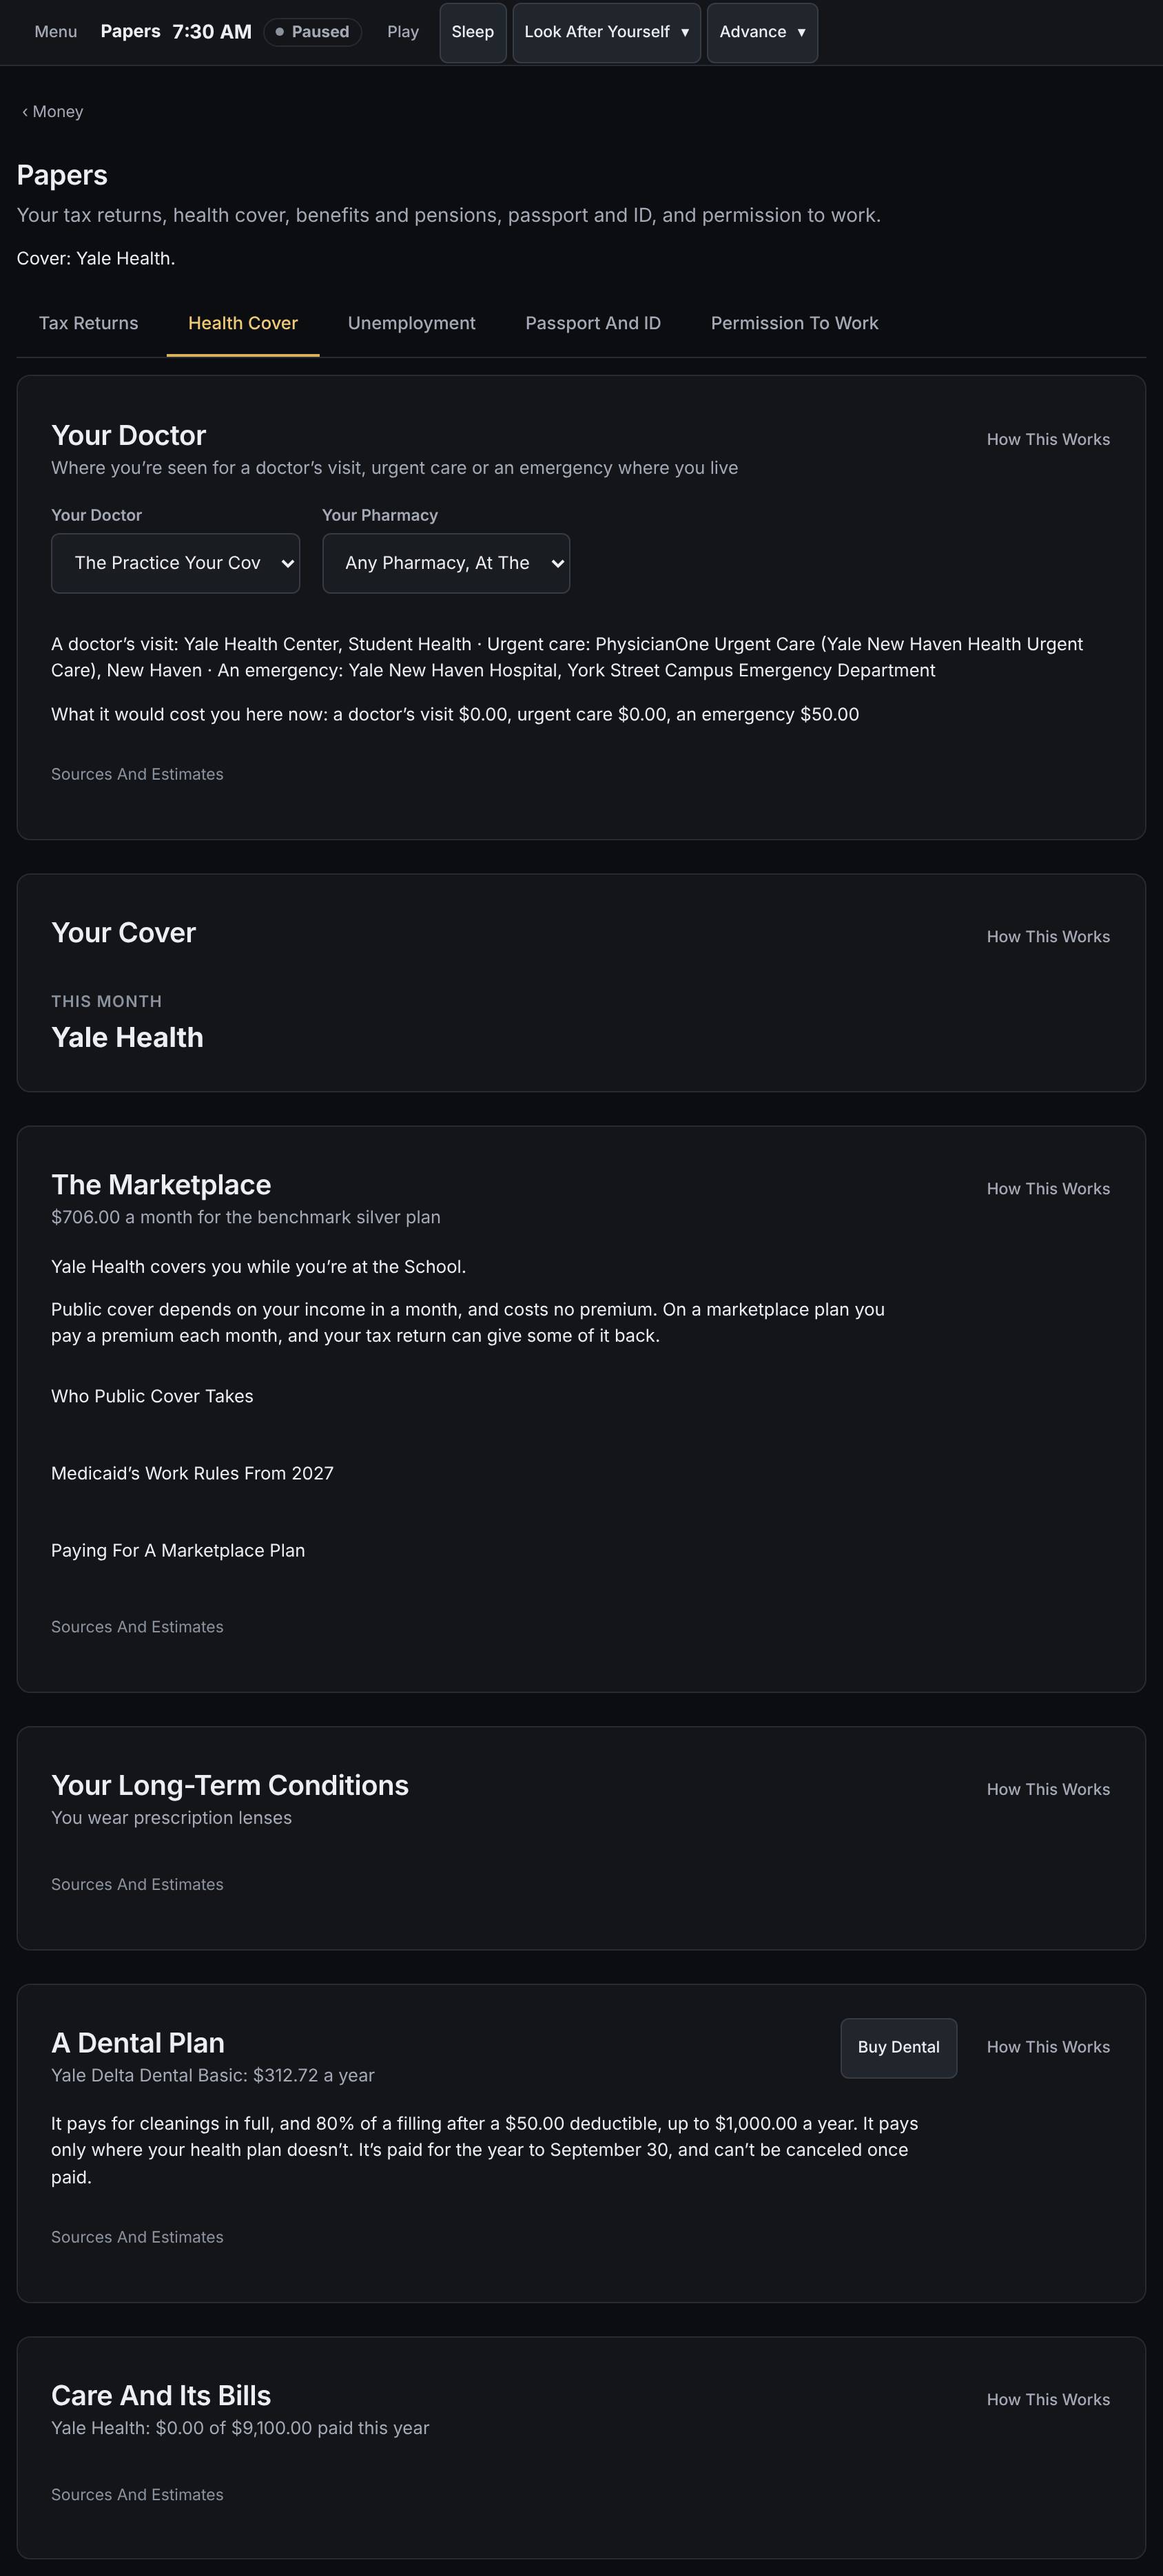 Menu Papers 7:30 AM Paused Play Sleep Look After Yourself ▾ Advance ▾
‹ Money
Papers
Your tax returns, health cover, benefits and pensions, passport and ID, and permission to work.
Cover: Yale Health.
Tax Returns Health Cover Unemployment Passport And ID Permission To Work
Your Doctor How This Works
Where you’re seen for a doctor’s visit, urgent care or an emergency where you live
Your Doctor Your Pharmacy
The Practice Your Cov Any Pharmacy, At The
A doctor’s visit: Yale Health Center, Student Health · Urgent care: PhysicianOne Urgent Care (Yale New Haven Health Urgent
Care), New Haven · An emergency: Yale New Haven Hospital, York Street Campus Emergency Department
What it would cost you here now: a doctor’s visit $0.00, urgent care $0.00, an emergency $50.00
Sources And Estimates
Your Cover How This Works
THIS MONTH
Yale Health
The Marketplace How This Works
$706.00 a month for the benchmark silver plan
Yale Health covers you while you’re at the School.
Public cover depends on your income in a month, and costs no premium. On a marketplace plan you
pay a premium each month, and your tax return can give some of it back.
Who Public Cover Takes
Medicaid’s Work Rules From 2027
Paying For A Marketplace Plan
Sources And Estimates
Your Long-Term Conditions How This Works
You wear prescription lenses
Sources And Estimates
A Dental Plan Buy Dental How This Works
Yale Delta Dental Basic: $312.72 a year
It pays for cleanings in full, and 80% of a filling after a $50.00 deductible, up to $1,000.00 a year. It pays
only where your health plan doesn’t. It’s paid for the year to September 30, and can’t be canceled once
paid.
Sources And Estimates
Care And Its Bills How This Works
Yale Health: $0.00 of $9,100.00 paid this year
Sources And Estimates